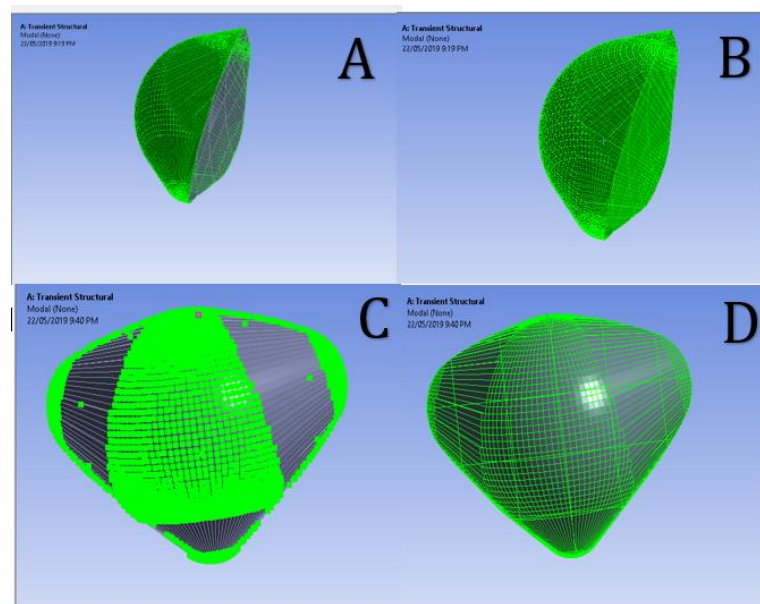 A: Transient Structural
Modal (None)
22/05/2019 9:19 PM
A
A: Transient Structural
Modal (None)
22/05/2019 9:19 PM
B
A: Transient Structural
Modal (None)
22/05/2019 9:40 PM
C
A: Transient Structural
Modal (None)
22/05/2019 9:40 PM
D